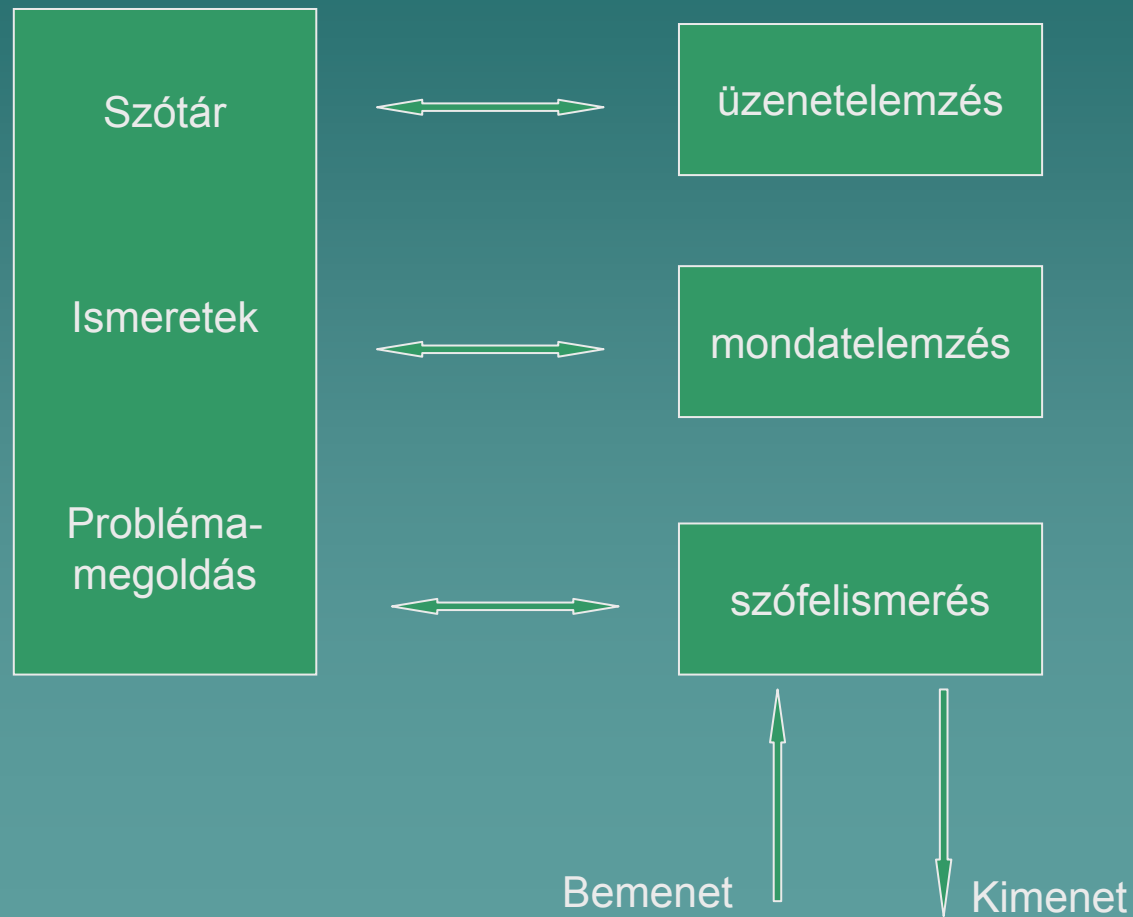 Szótár
üzenetelemzés
Ismeretek
mondatelemzés
Probléma-
megoldás
szófelismerés
Bemenet
Kimenet